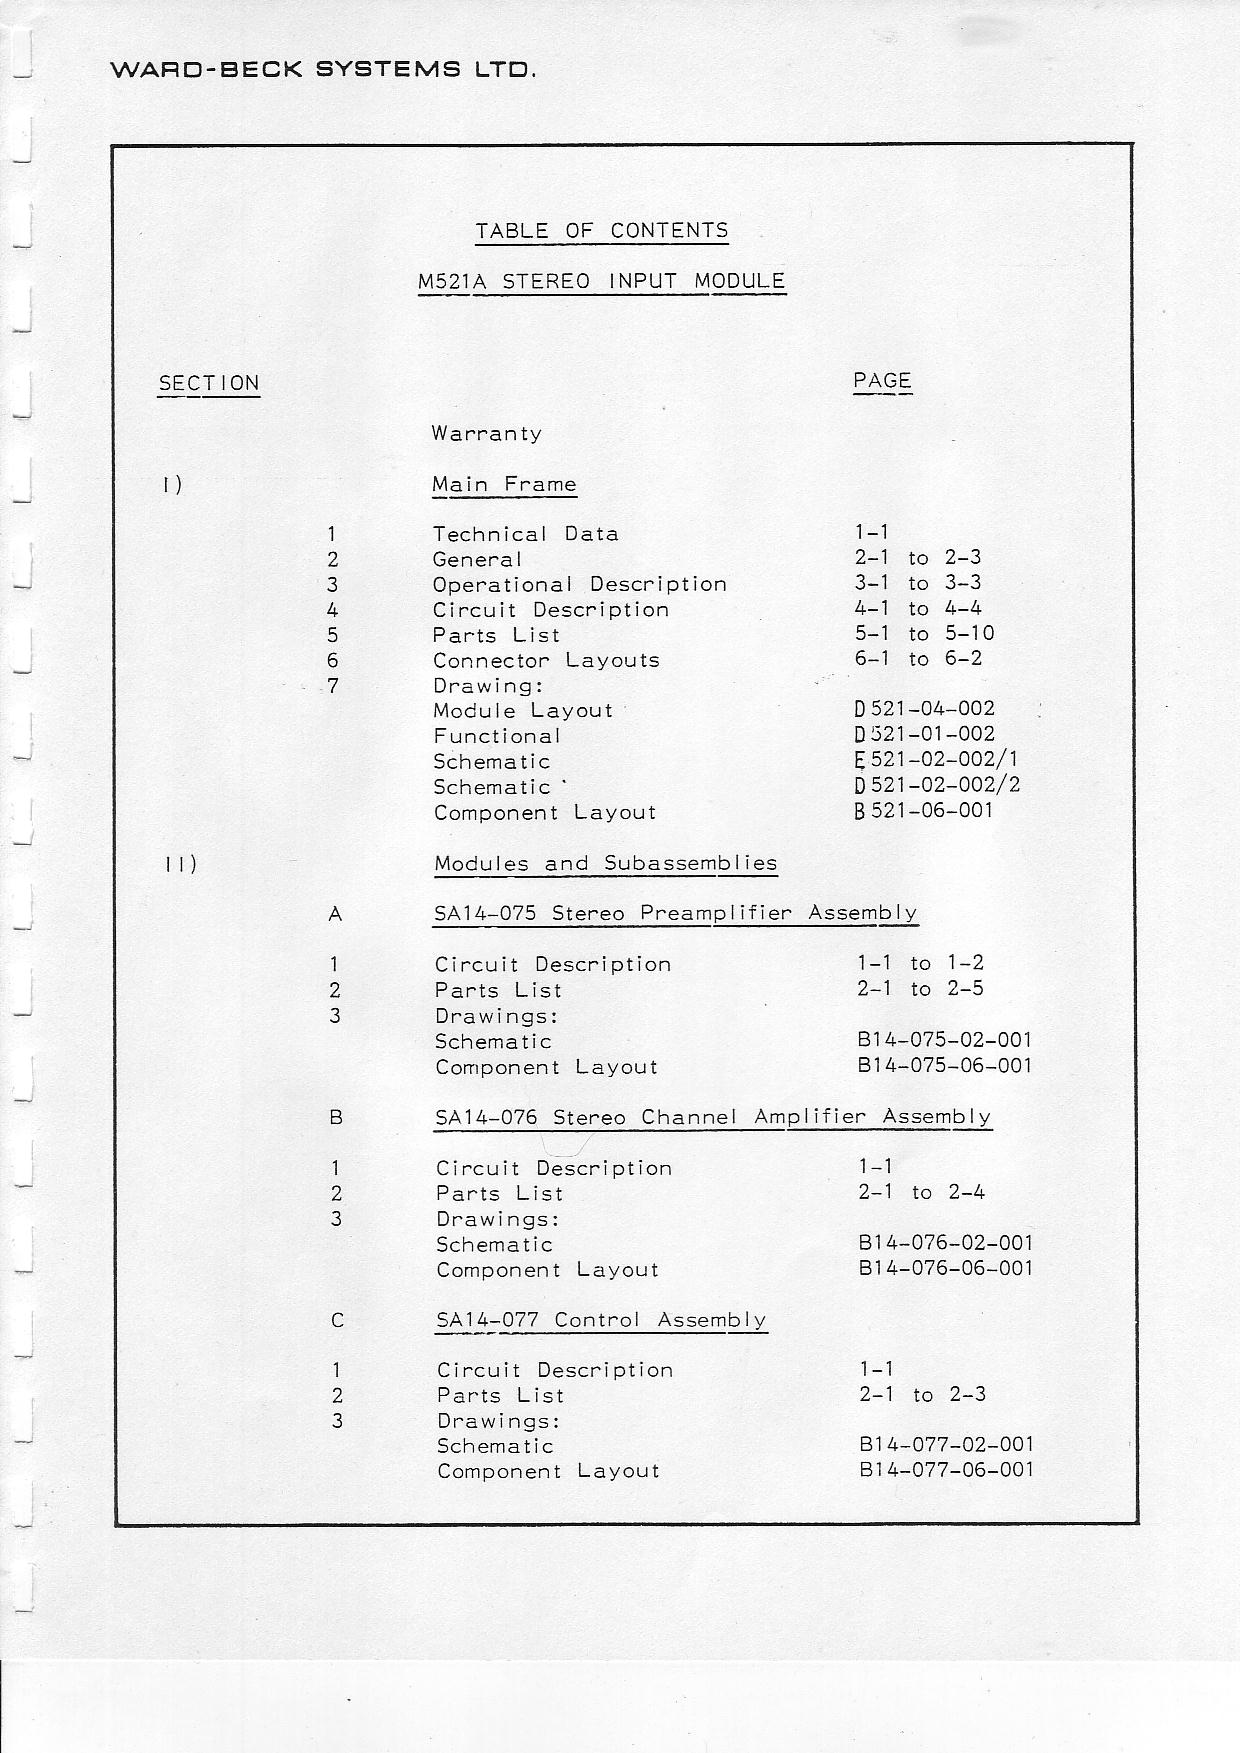 WARD-BECK SYSTEMS LTD.
TABLE OF CONTENTS
M521A STEREO INPUT MODULE
SECTION PAGE
Warranty
I) Main Frame
1 Technical Data 1-1
2 General 2-1 to 2-3
3 Operational Description 3-1 to 3-3
4 Circuit Description 4-1 to 4-4
5 Parts List 5-1 to 5-10
6 Connector Layouts 6-1 to 6-2
7 Drawing:
Module Layout D521-04-002
Functional D521-01-002
Schematic E521-02-002/1
Schematic D521-02-002/2
Component Layout B521-06-001
II) Modules and Subassemblies
A SA14-075 Stereo Preamplifier Assembly
1 Circuit Description 1-1 to 1-2
2 Parts List 2-1 to 2-5
3 Drawings:
Schematic B14-075-02-001
Component Layout B14-075-06-001
B SA14-076 Stereo Channel Amplifier Assembly
1 Circuit Description 1-1
2 Parts List 2-1 to 2-4
3 Drawings:
Schematic B14-076-02-001
Component Layout B14-076-06-001
C SA14-077 Control Assembly
1 Circuit Description 1-1
2 Parts List 2-1 to 2-3
3 Drawings:
Schematic B14-077-02-001
Component Layout B14-077-06-001